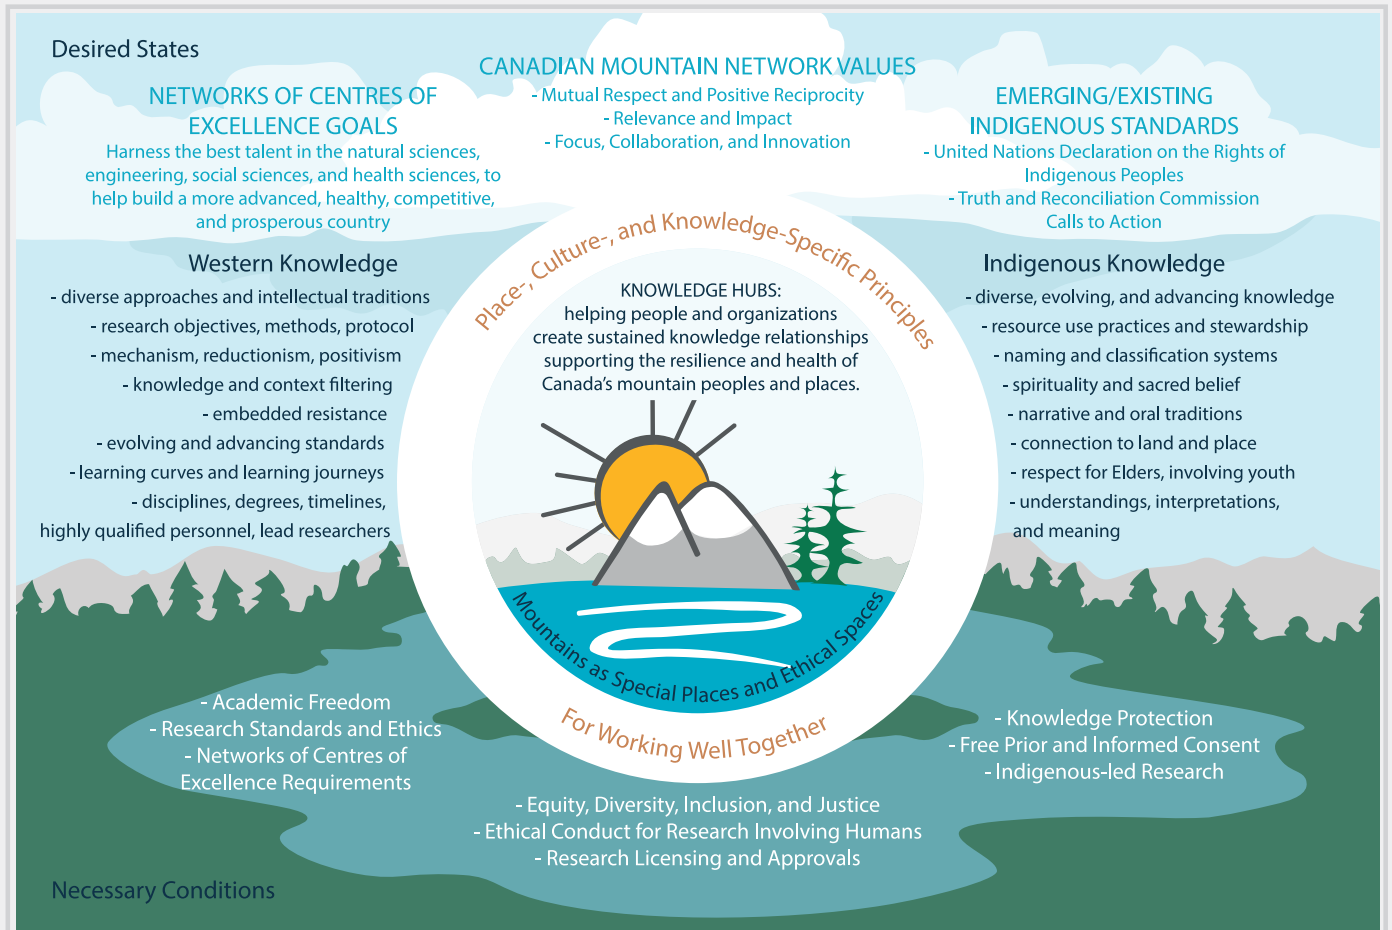 Desired States
NETWORKS OF CENTRES OF
EXCELLENCE GOALS
Harness the best talent in the natural sciences,
engineering, social sciences, and health sciences, to
help build a more advanced, healthy, competitive,
and prosperous country
CANADIAN MOUNTAIN NETWORK VALUES
- Mutual Respect and Positive Reciprocity
- Relevance and Impact
- Focus, Collaboration, and Innovation
EMERGING/EXISTING
INDIGENOUS STANDARDS
- United Nations Declaration on the Rights of
Indigenous Peoples
- Truth and Reconciliation Commission
Calls to Action
Western Knowledge
- diverse approaches and intellectual traditions
- research objectives, methods, protocol
- mechanism, reductionism, positivism
- knowledge and context filtering
- embedded resistance
- evolving and advancing standards
- learning curves and learning journeys
- disciplines, degrees, timelines,
highly qualified personnel, lead researchers
Place-, Culture-, and Knowledge-Specific Principles
KNOWLEDGE HUBS:
helping people and organizations
create sustained knowledge relationships
supporting the resilience and health of
Canada's mountain peoples and places.
Mountains as Special Places and Ethical Spaces
For Working Well Together
Indigenous Knowledge
- diverse, evolving, and advancing knowledge
- resource use practices and stewardship
- naming and classification systems
- spirituality and sacred belief
- narrative and oral traditions
- connection to land and place
- respect for Elders, involving youth
- understandings, interpretations,
and meaning
- Academic Freedom
- Research Standards and Ethics
- Networks of Centres of
Excellence Requirements
- Equity, Diversity, Inclusion, and Justice
- Ethical Conduct for Research Involving Humans
- Research Licensing and Approvals
- Knowledge Protection
- Free Prior and Informed Consent
- Indigenous-led Research
Necessary Conditions